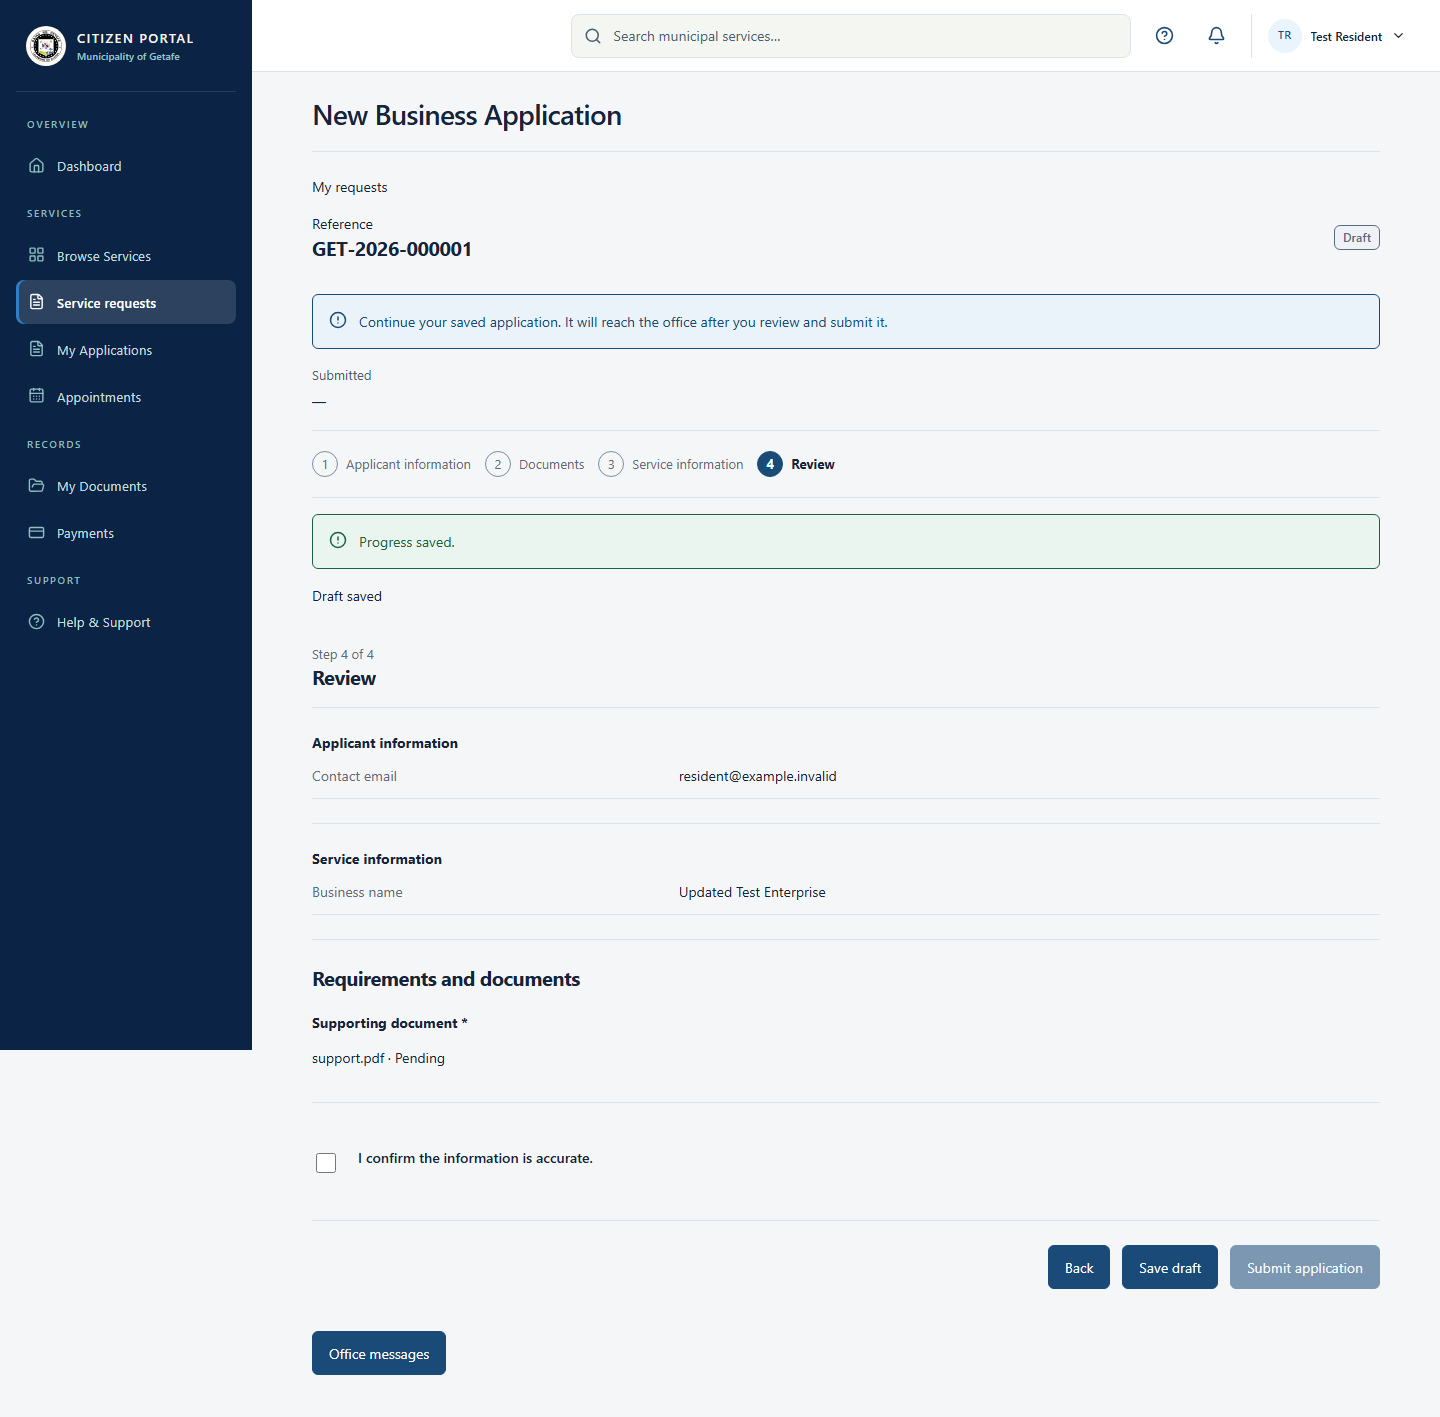 CITIZEN PORTAL
Municipality of Getafe
Search municipal services...
TR
Test Resident
OVERVIEW
Dashboard
SERVICES
Browse Services
Service requests
My Applications
Appointments
RECORDS
My Documents
Payments
SUPPORT
Help & Support
New Business Application
My requests
Reference
GET-2026-000001
Draft
Continue your saved application. It will reach the office after you review and submit it.
Submitted
—
1 Applicant information 2 Documents 3 Service information 4 Review
Progress saved.
Draft saved
Step 4 of 4
Review
Applicant information
Contact email resident@example.invalid
Service information
Business name Updated Test Enterprise
Requirements and documents
Supporting document *
support.pdf · Pending
I confirm the information is accurate.
Back Save draft Submit application
Office messages